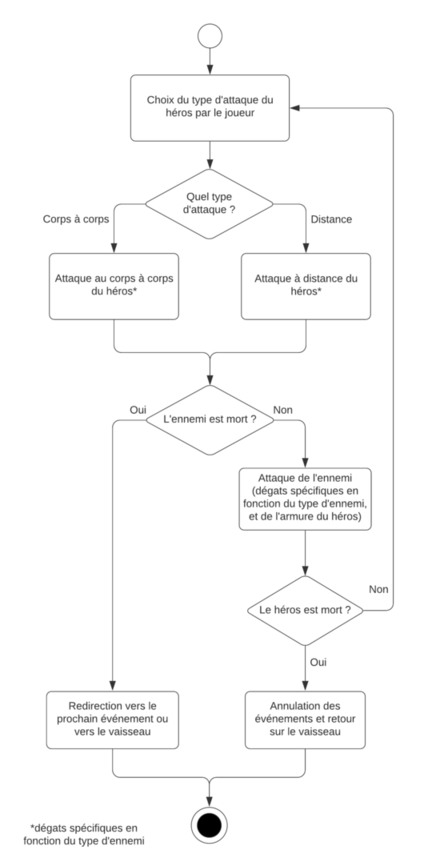 Choix du type d'attaque du
héros par le joueur
Quel type
d'attaque ?
Corps à corps
Distance
Attaque au corps à corps
du héros*
Attaque à distance du
héros*
L'ennemi est mort ?
Oui
Non
Attaque de l'ennemi
(dégats spécifiques en
fonction du type d'ennemi,
et de l'armure du héros)
Le héros est mort ?
Non
Oui
Redirection vers le
prochain événement ou
vers le vaisseau
Annulation des
événements et retour
sur le vaisseau
*dégats spécifiques en
fonction du type d'ennemi